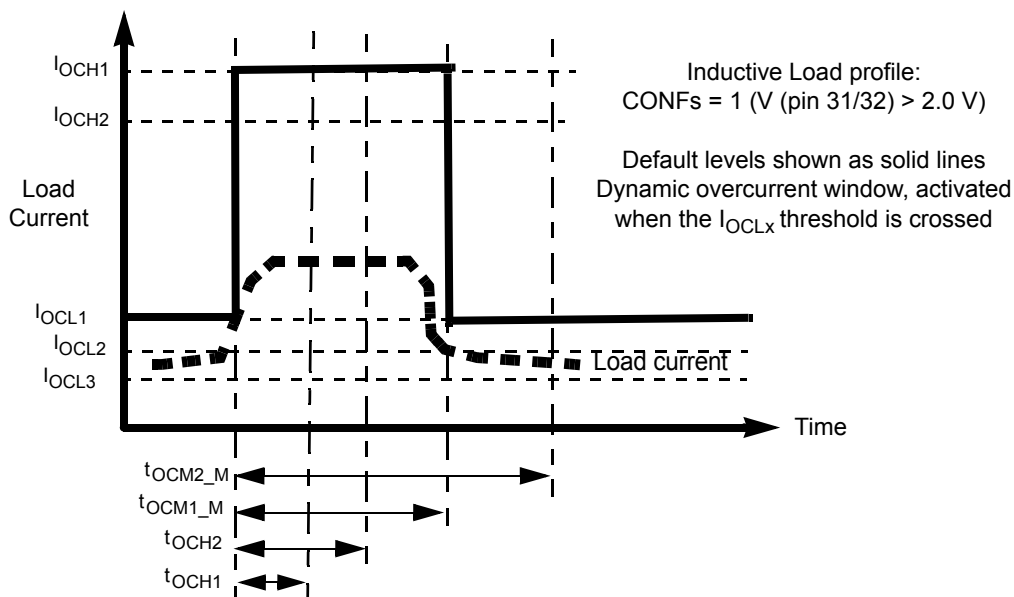 I_OCH1
I_OCH2
Load
Current
I_OCL1
I_OCL2
I_OCL3
Inductive Load profile:
CONFs = 1 (V (pin 31/32) > 2.0 V)
Default levels shown as solid lines
Dynamic overcurrent window, activated
when the I_OCLx threshold is crossed
Load current
Time
t_OCM2_M
t_OCM1_M
t_OCH2
t_OCH1